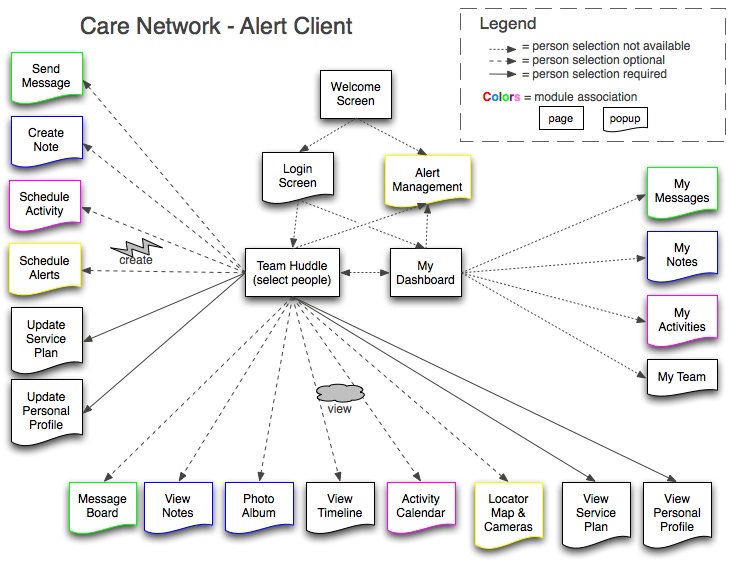 Care Network - Alert Client
Legend
= person selection not available
= person selection optional
= person selection required
Colors = module association
page
popup
Send
Message
Create
Note
Schedule
Activity
Schedule
Alerts
Update
Service
Plan
Update
Personal
Profile
create
Welcome
Screen
Login
Screen
Alert
Management
Team Huddle
(select people)
My
Dashboard
My
Messages
My
Notes
My
Activities
My Team
view
Message
Board
View
Notes
Photo
Album
View
Timeline
Activity
Calendar
Locator
Map &
Cameras
View
Service
Plan
View
Personal
Profile